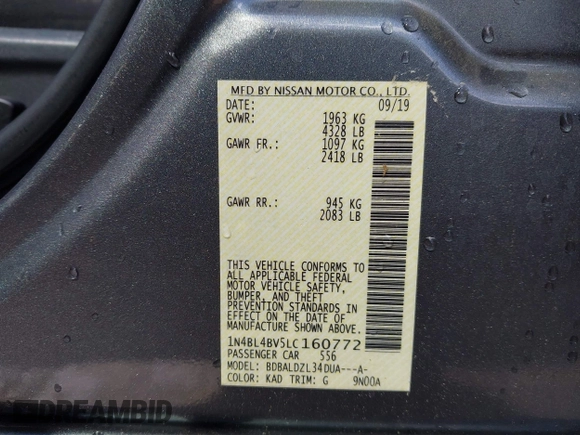 MFD BY NISSAN MOTOR CO., LTD.
DATE: 09/19
GVWR: 1963 KG
4328 LB
GAWR FR.: 1097 KG
2418 LB
GAWR RR.: 945 KG
2083 LB
THIS VEHICLE CONFORMS TO
ALL APPLICABLE FEDERAL
MOTOR VEHICLE SAFETY,
BUMPER, AND THEFT
PREVENTION STANDARDS IN
EFFECT ON THE DATE OF
MANUFACTURE SHOWN ABOVE.
1N4BL4BV5LC160772
PASSENGER CAR 556
MODEL: BDBALDZL34DUA---A-
COLOR: KAD TRIM: G 9N00A
DREAMBID